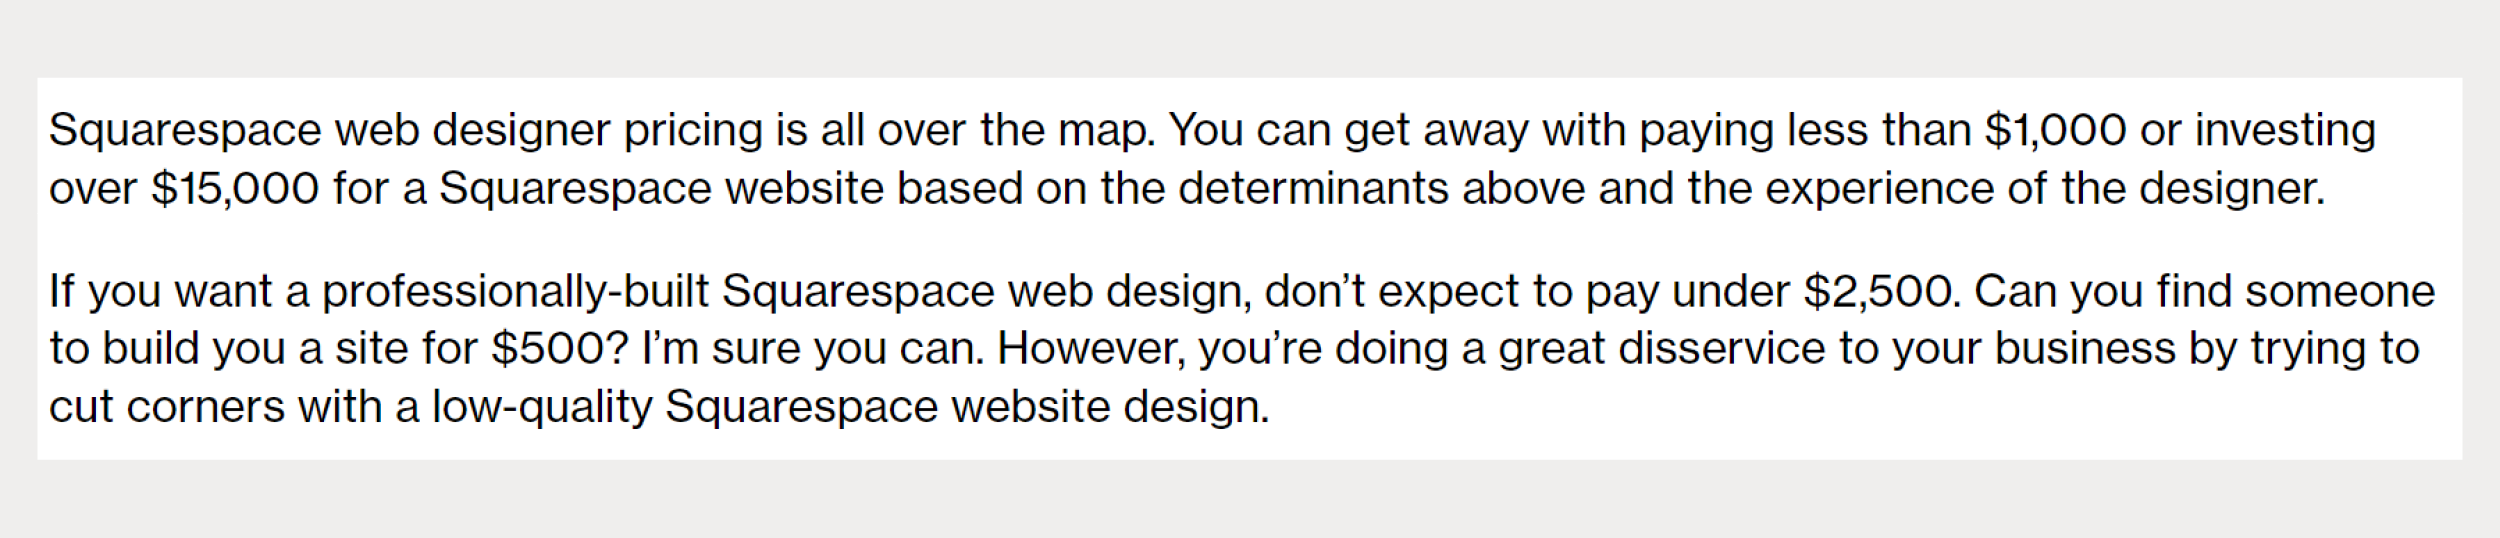 Squarespace web designer pricing is all over the map. You can get away with paying less than $1,000 or investing
over $15,000 for a Squarespace website based on the determinants above and the experience of the designer.
If you want a professionally-built Squarespace web design, don’t expect to pay under $2,500. Can you find someone
to build you a site for $500? I’m sure you can. However, you’re doing a great disservice to your business by trying to
cut corners with a low-quality Squarespace website design.